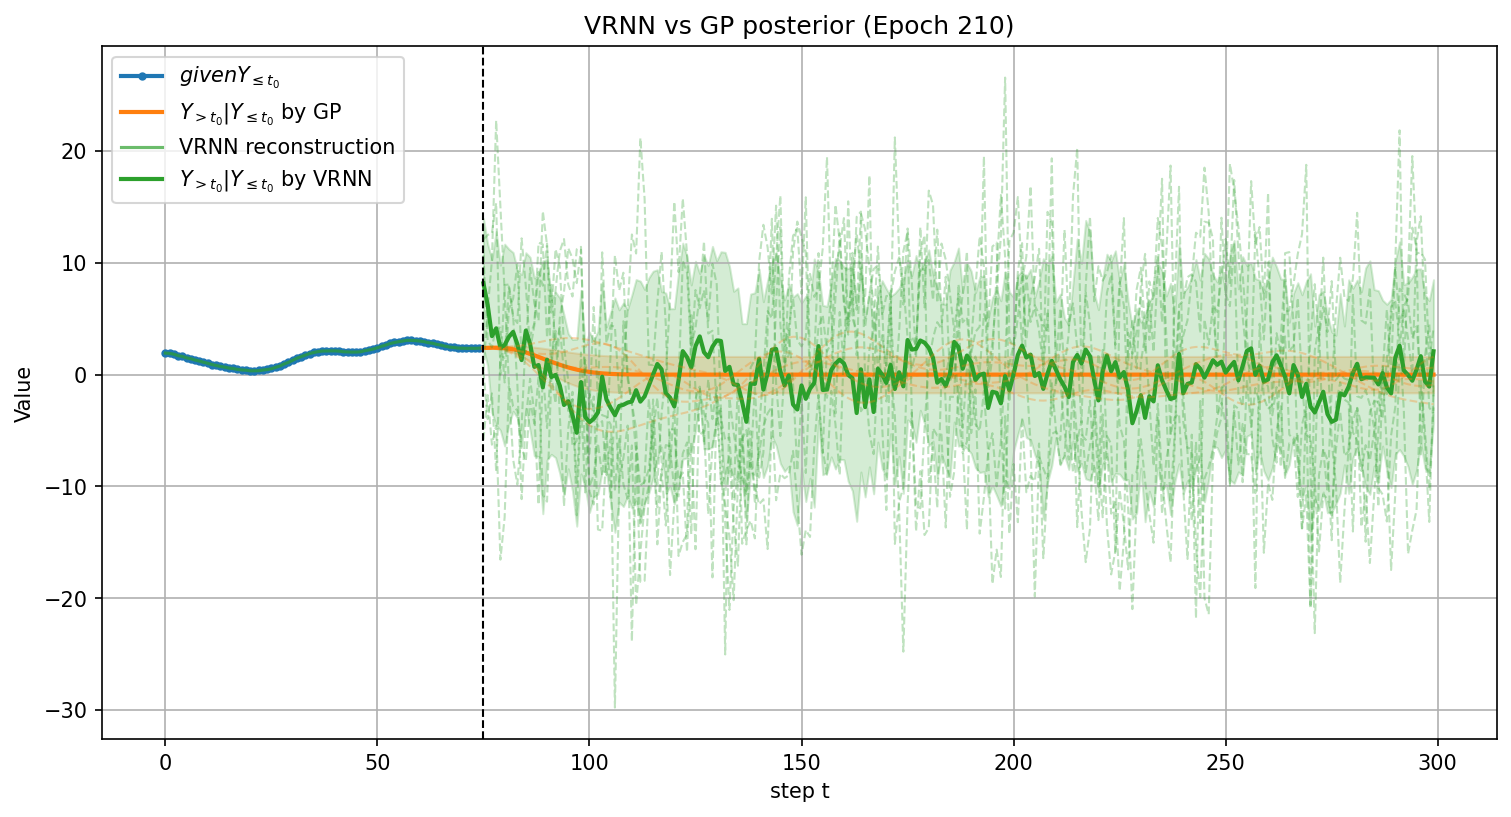 VRNN vs GP posterior (Epoch 210)
givenY≤t₀
Y>t₀|Y≤t₀ by GP
VRNN reconstruction
Y>t₀|Y≤t₀ by VRNN
Value
20
10
0
−10
−20
−30
0 50 100 150 200 250 300
step t